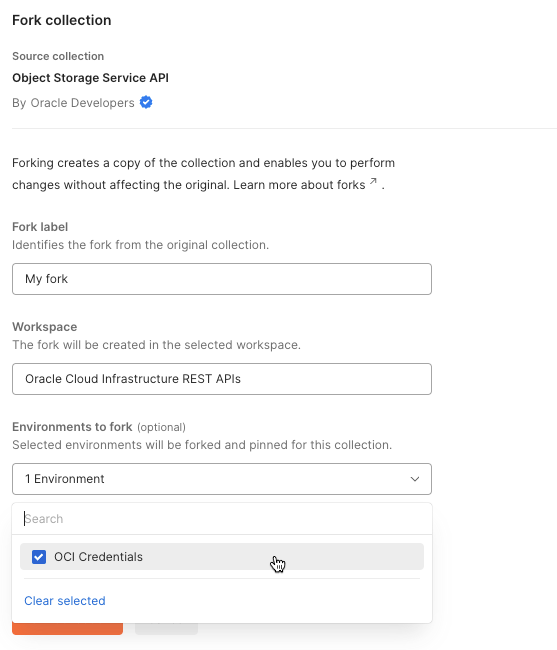 Fork collection
Source collection
Object Storage Service API
By Oracle Developers
Forking creates a copy of the collection and enables you to perform
changes without affecting the original. Learn more about forks ↗ .
Fork label
Identifies the fork from the original collection.
My fork
Workspace
The fork will be created in the selected workspace.
Oracle Cloud Infrastructure REST APIs
Environments to fork (optional)
Selected environments will be forked and pinned for this collection.
1 Environment
Search
OCI Credentials
Clear selected